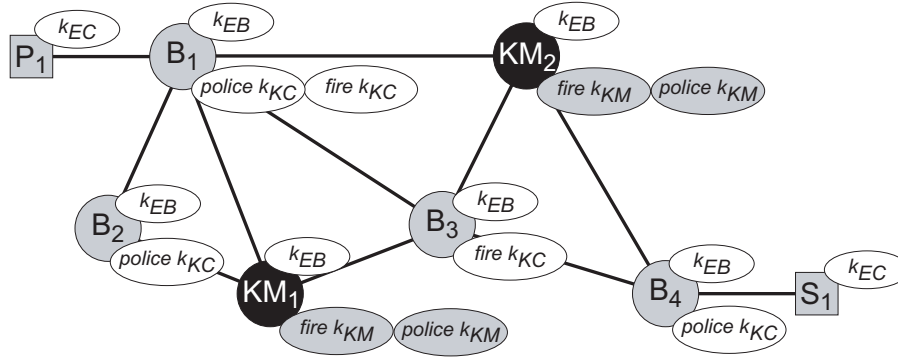 k_EC
k_EB
k_EB
P_1
B_1
KM_2
police k_KC fire k_KC
fire k_KM police k_KM
k_EB
k_EB
B_2
B_3
police k_KC
k_EB
fire k_KC
k_EB
k_EC
KM_1
B_4
S_1
fire k_KM police k_KM
police k_KC